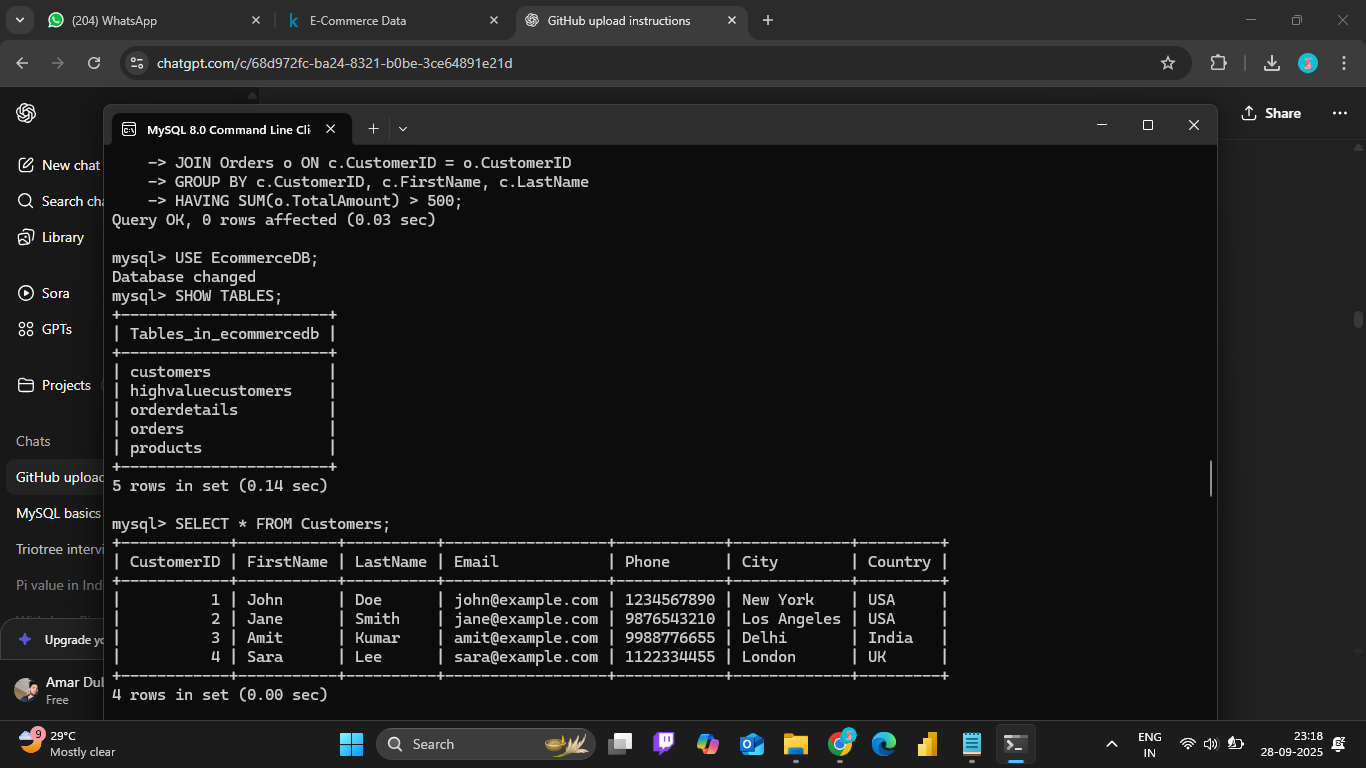 (204) WhatsApp
E-Commerce Data
GitHub upload instructions
chatgpt.com/c/68d972fc-ba24-8321-b0be-3ce64891e21d
Share
New chat
Search cha
Library
Sora
GPTs
Projects
Chats
GitHub upload
MySQL basics
Triotree intervi
Pi value in Ind
Upgrade yo
Amar Dub
Free
MySQL 8.0 Command Line Cli
-> JOIN Orders o ON c.CustomerID = o.CustomerID
-> GROUP BY c.CustomerID, c.FirstName, c.LastName
-> HAVING SUM(o.TotalAmount) > 500;
Query OK, 0 rows affected (0.03 sec)
mysql> USE EcommerceDB;
Database changed
mysql> SHOW TABLES;
+------------------------+
| Tables_in_ecommercedb |
+------------------------+
| customers |
| highvaluecustomers |
| orderdetails |
| orders |
| products |
+------------------------+
5 rows in set (0.14 sec)
mysql> SELECT * FROM Customers;
+------------+-----------+----------+------------------+------------+-------------+---------+
| CustomerID | FirstName | LastName | Email | Phone | City | Country |
+------------+-----------+----------+------------------+------------+-------------+---------+
| 1 | John | Doe | john@example.com | 1234567890 | New York | USA |
| 2 | Jane | Smith | jane@example.com | 9876543210 | Los Angeles | USA |
| 3 | Amit | Kumar | amit@example.com | 9988776655 | Delhi | India |
| 4 | Sara | Lee | sara@example.com | 1122334455 | London | UK |
+------------+-----------+----------+------------------+------------+-------------+---------+
4 rows in set (0.00 sec)
9
29°C
Mostly clear
Search
ENG
IN
23:18
28-09-2025